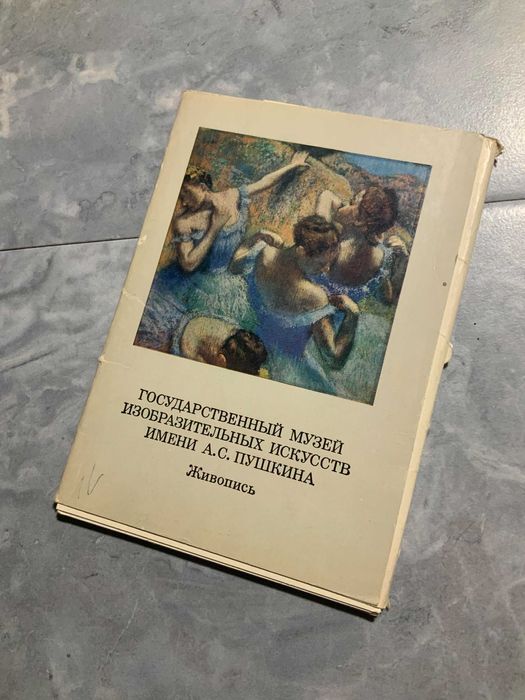 ГОСУДАРСТВЕННЫЙ МУЗЕЙ
ИЗОБРАЗИТЕЛЬНЫХ ИСКУССТВ
ИМЕНИ А.С. ПУШКИНА
Живопись